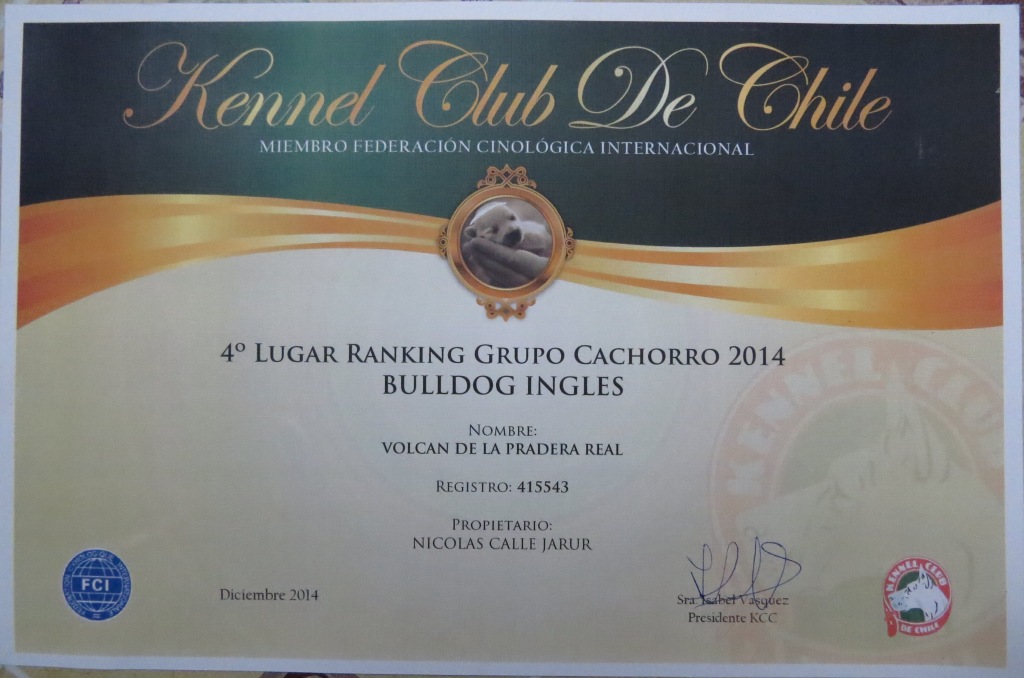 Kennel Club De Chile
MIEMBRO FEDERACIÓN CINOLÓGICA INTERNACIONAL
4º LUGAR RANKING GRUPO CACHORRO 2014
BULLDOG INGLES
NOMBRE:
VOLCAN DE LA PRADERA REAL
REGISTRO: 415543
PROPIETARIO:
NICOLAS CALLE JARUR
KENNEL CLUB
FCI
Diciembre 2014
Sra Isabel Vasquez
Presidente KCC
KENNEL CLUB
DE CHILE